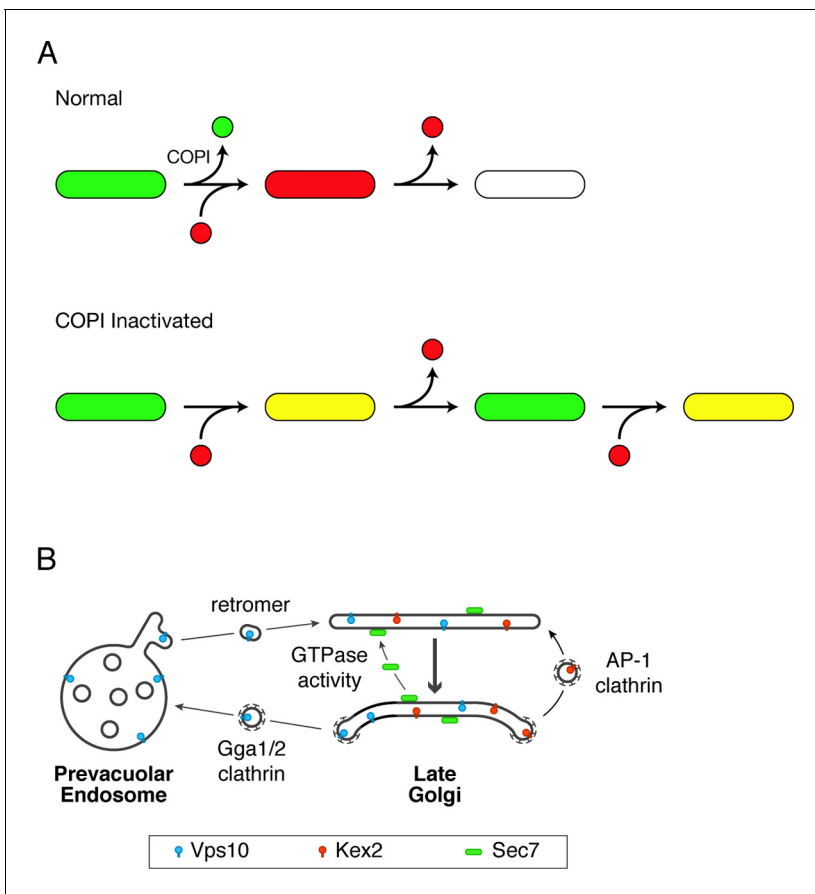 A
Normal
COPI
COPI Inactivated
B
retromer
GTPase
activity
AP-1
clathrin
Gga1/2
clathrin
Prevacuolar
Endosome
Late
Golgi
Vps10 Kex2 Sec7